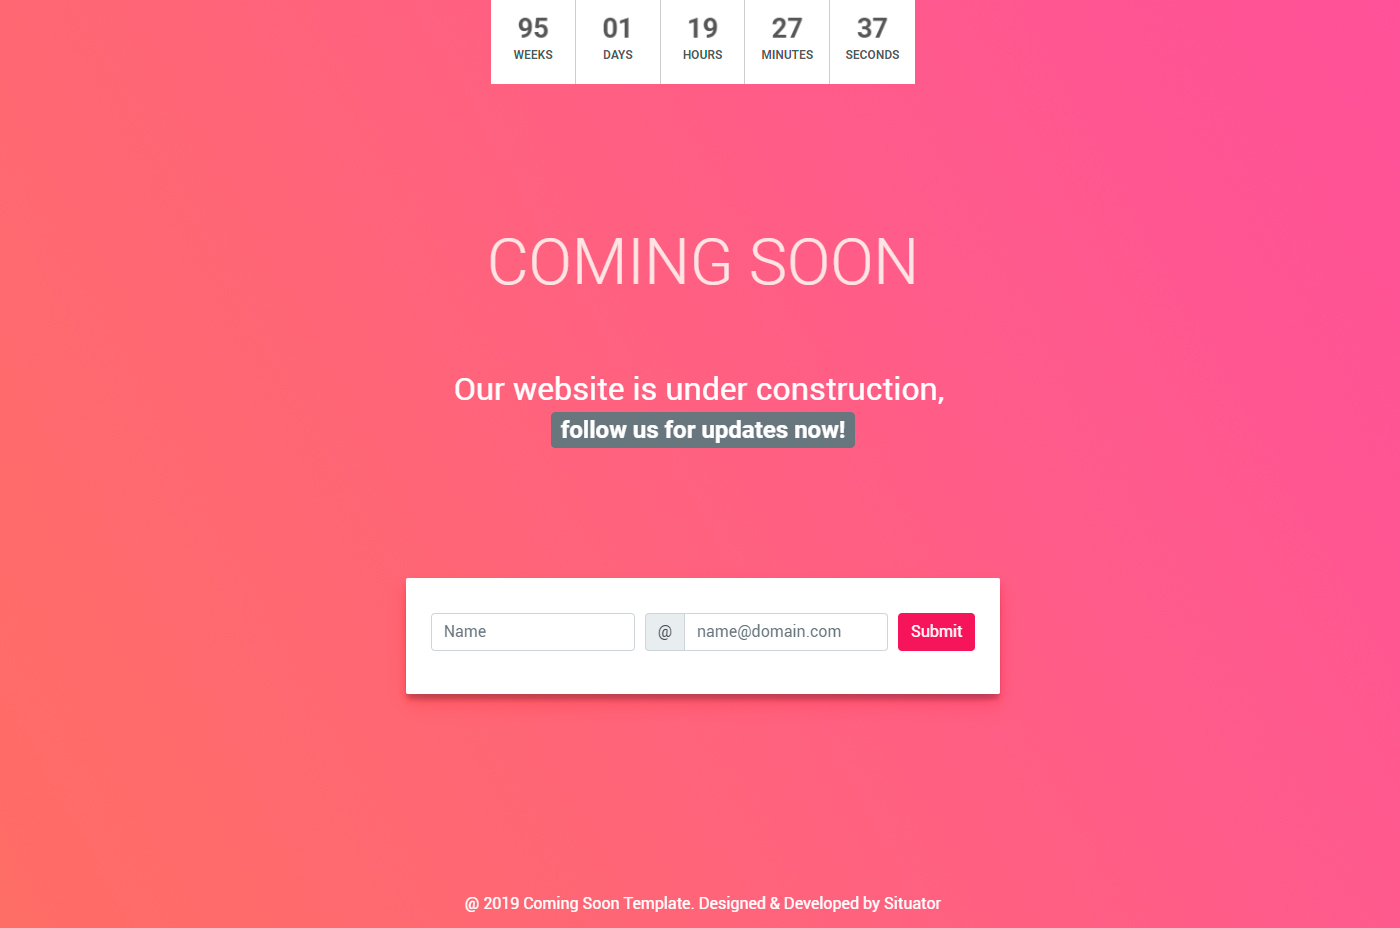 95 01 19 27 37
WEEKS DAYS HOURS MINUTES SECONDS
COMING SOON
Our website is under construction,
follow us for updates now!
Name @ name@domain.com Submit
@ 2019 Coming Soon Template. Designed & Developed by Situator